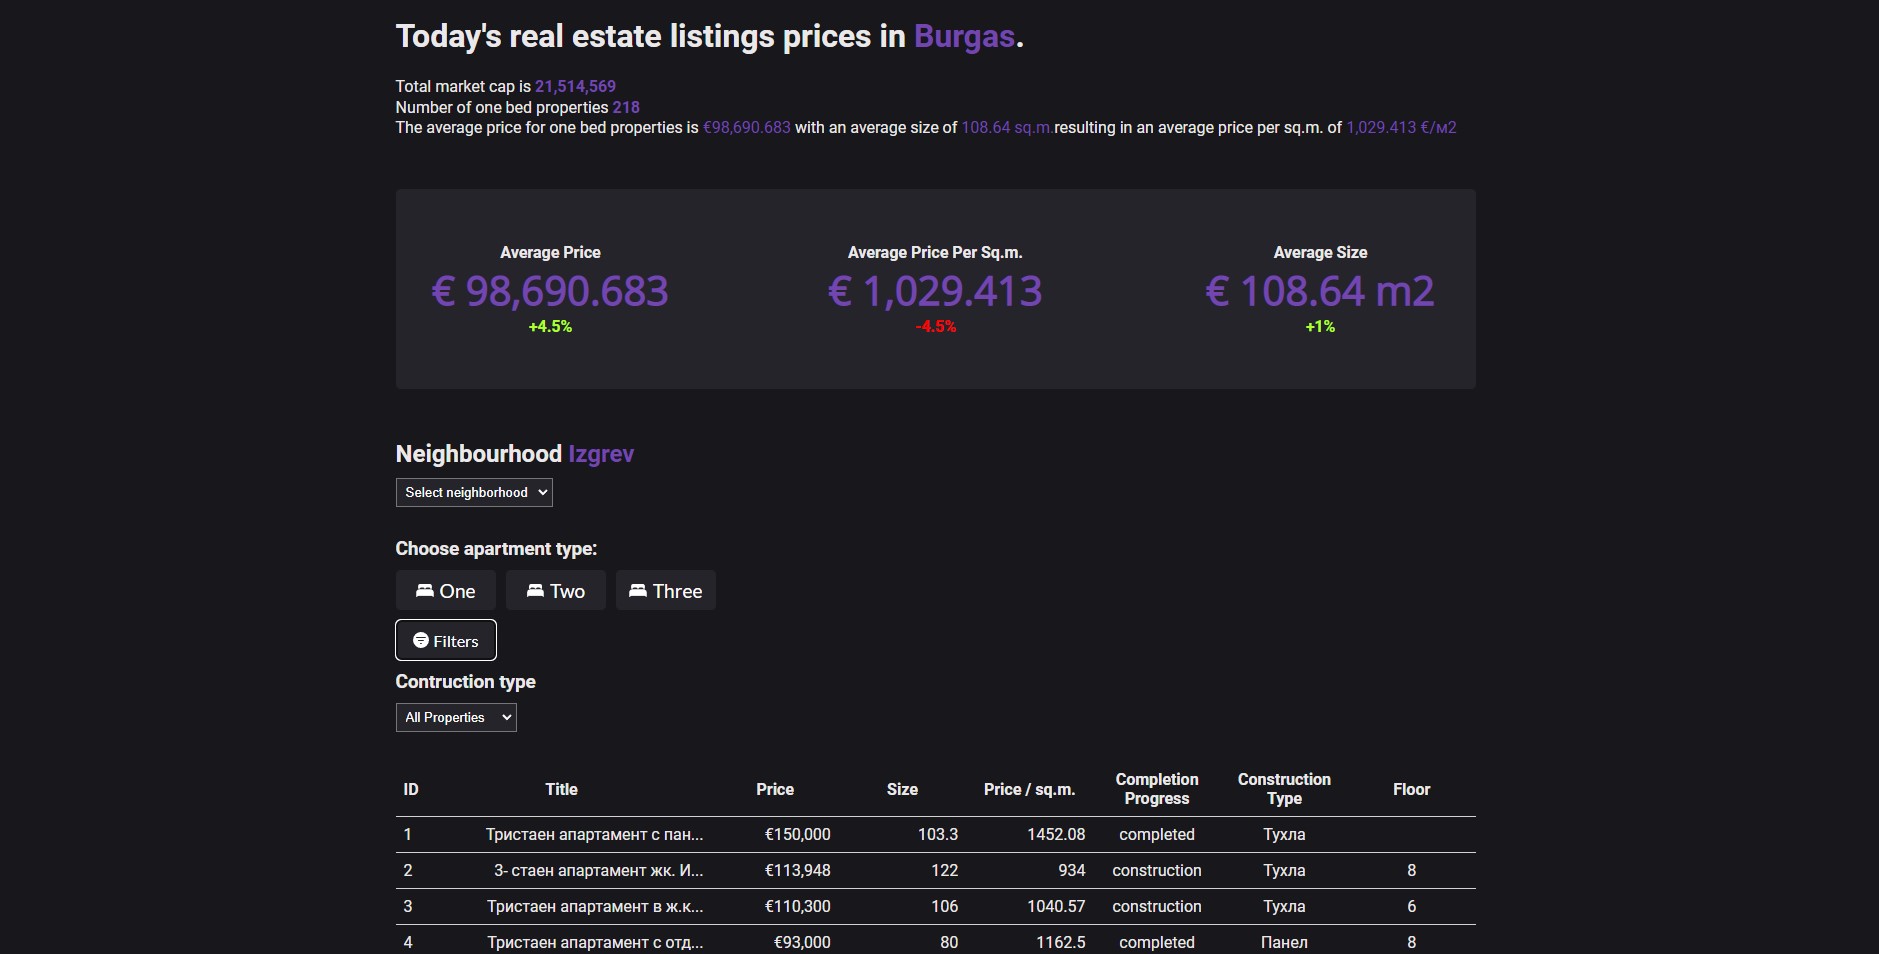 Today's real estate listings prices in Burgas.
Total market cap is 21,514,569
Number of one bed properties 218
The average price for one bed properties is €98,690.683 with an average size of 108.64 sq.m.resulting in an average price per sq.m. of 1,029.413 €/м2
Average Price
€ 98,690.683
+4.5%
Average Price Per Sq.m.
€ 1,029.413
-4.5%
Average Size
€ 108.64 m2
+1%
Neighbourhood Izgrev
Select neighborhood
Choose apartment type:
One Two Three
Filters
Contruction type
All Properties
ID Title Price Size Price / sq.m. Completion Progress Construction Type Floor
1 Тристаен апартамент с пан... €150,000 103.3 1452.08 completed Тухла
2 3- стаен апартамент жк. И... €113,948 122 934 construction Тухла 8
3 Тристаен апартамент в ж.к... €110,300 106 1040.57 construction Тухла 6
4 Тристаен апартамент с отд... €93,000 80 1162.5 completed Панел 8